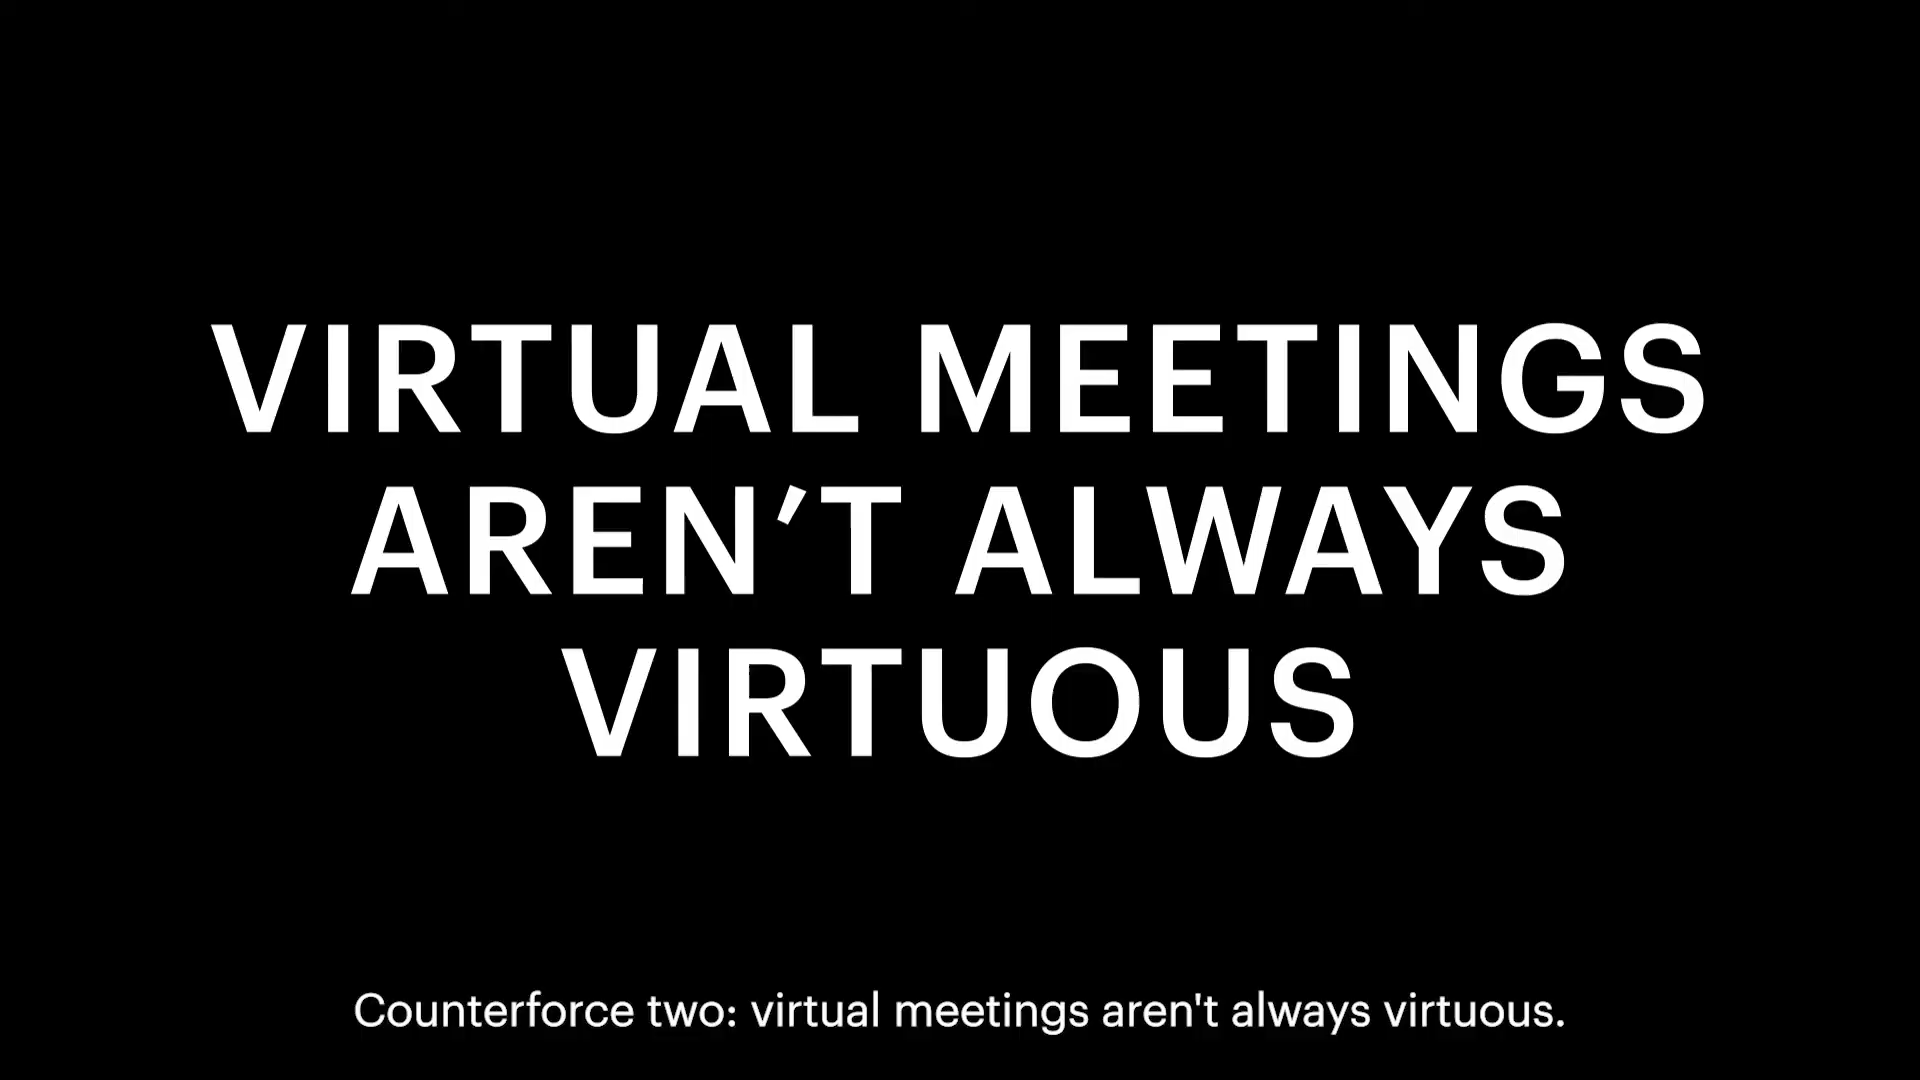 VIRTUAL MEETINGS
AREN’T ALWAYS
VIRTUOUS
Counterforce two: virtual meetings aren't always virtuous.